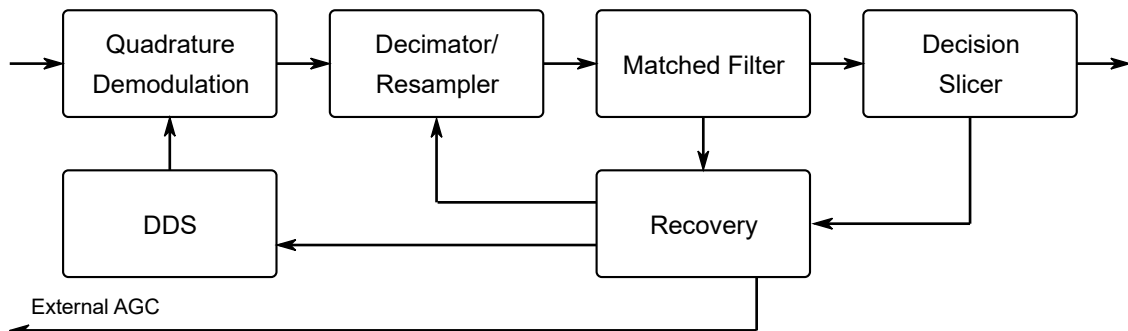 Quadrature
Demodulation
Decimator/
Resampler
Matched Filter
Decision
Slicer
DDS
Recovery
External AGC